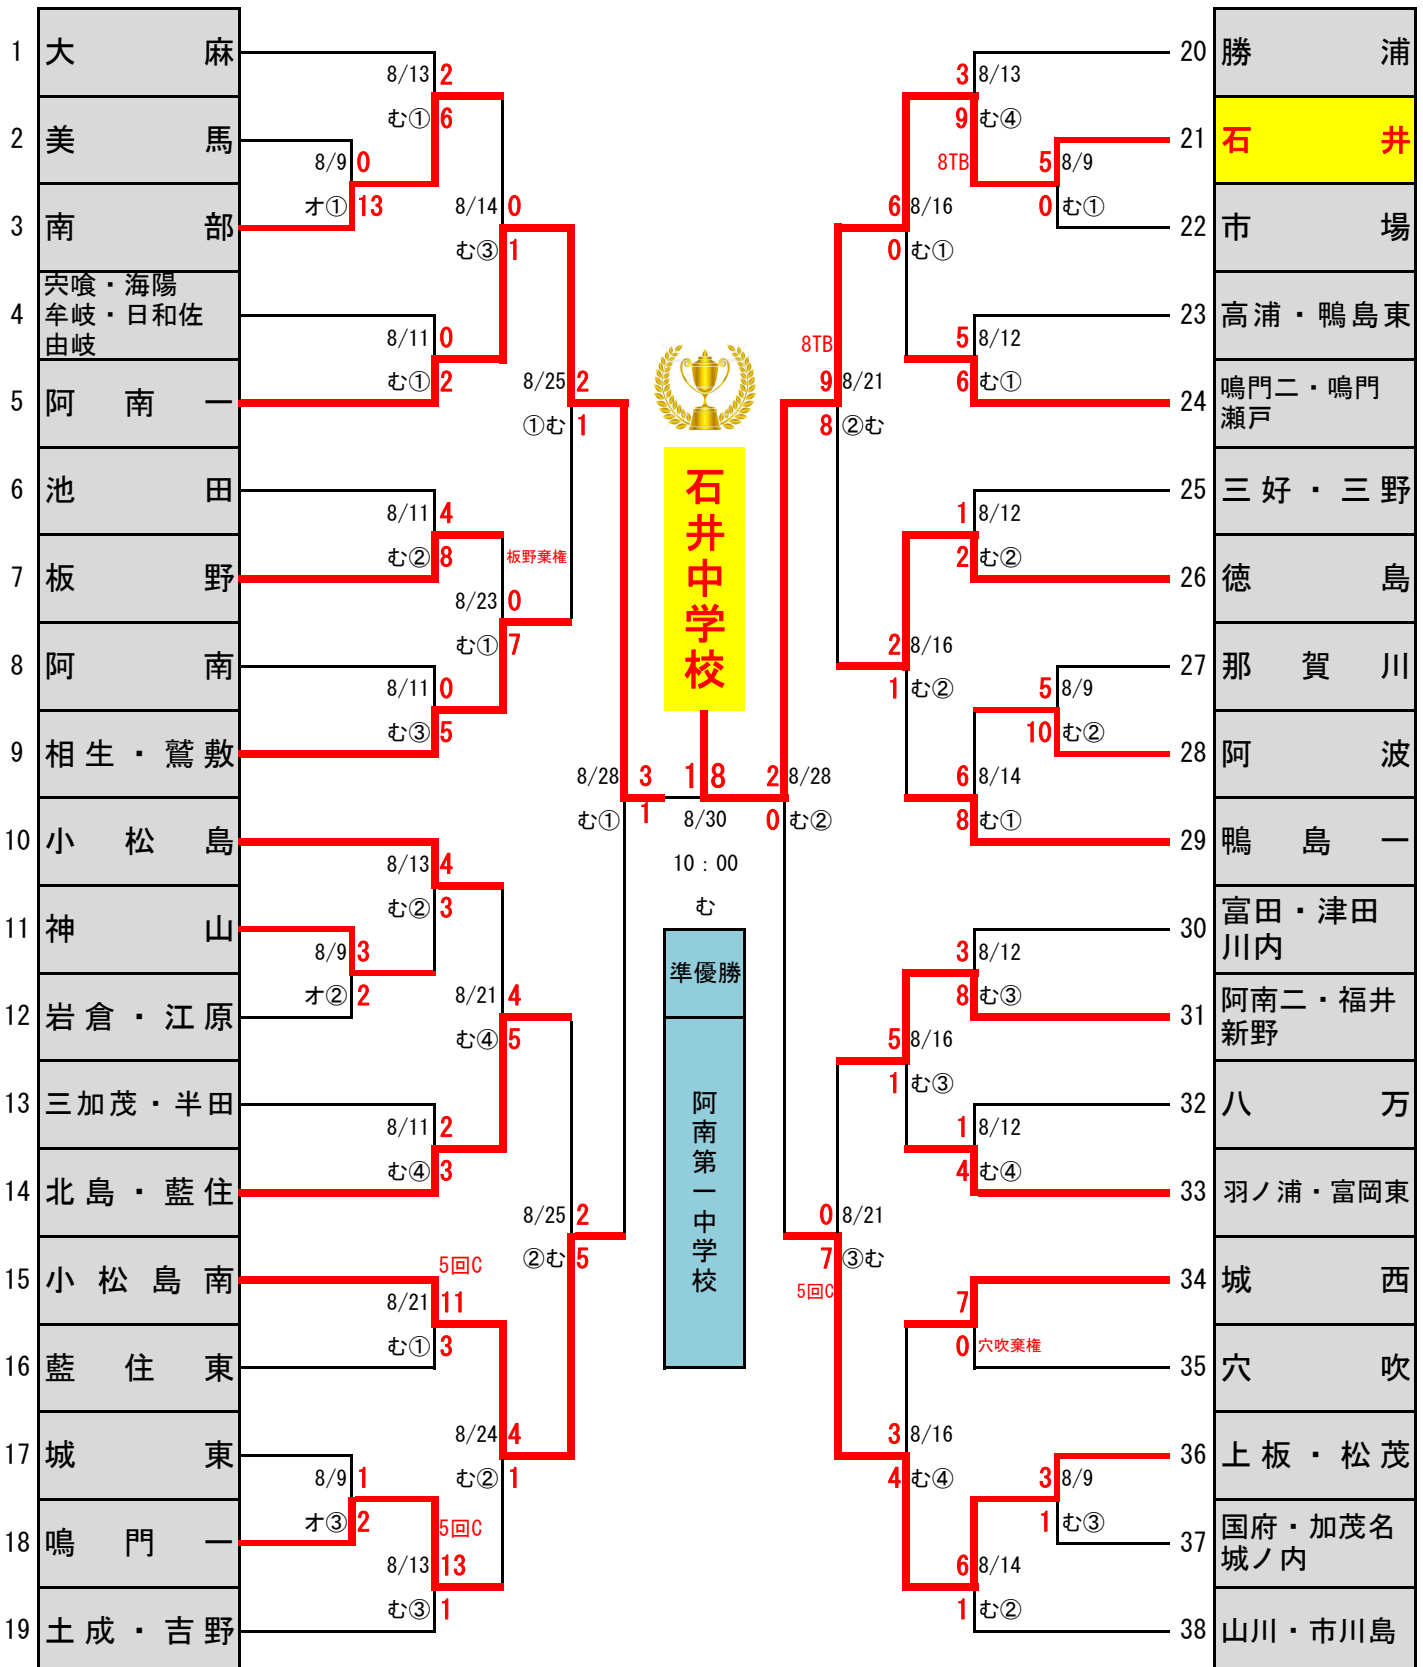 1 大麻
2 美馬
3 南部
4 宍喰・海陽
牟岐・日和佐
由岐
5 阿南一
6 池田
7 板野
8 阿南
9 相生・鷲敷
10 小松島
11 神山
12 岩倉・江原
13 三加茂・半田
14 北島・藍住
15 小松島南
16 藍住東
17 城東
18 鳴門一
19 土成・吉野
8/9 0
オ① 13
8/9 3
オ② 2
8/9 1
オ③ 2
8/13 2
む① 6
8/11 0
む① 2
8/11 4
む② 8
8/11 0
む③ 5
8/13 4
む② 3
8/11 2
む④ 3
5回C
8/21 11
む① 3
5回C
8/13 13
む③ 1
8/14 0
む③ 1
板野棄権
8/23 0
む① 7
8/21 4
む④ 5
8/24 4
む② 1
8/25 2
①む 1
8/25 2
②む 5
8/28 3
む① 1
石井中学校
1 8
8/30
10：00
む
準優勝
阿南第一中学校
2 8/28
0 む②
8TB
9 8/21
8 ②む
0 8/21
7 ③む
5回C
6 8/16
0 む①
2 8/16
1 む②
5 8/16
1 む③
3 8/16
4 む④
3 8/13
9 む④
8TB
5 8/12
6 む①
1 8/12
2 む②
6 8/14
8 む①
3 8/12
8 む③
1 8/12
4 む④
7
0 穴吹棄権
6 8/14
1 む②
5 8/9
0 む①
5 8/9
10 む②
3 8/9
1 む③
20 勝浦
21 石井
22 市場
23 高浦・鴨島東
24 鳴門二・鳴門
瀬戸
25 三好・三野
26 徳島
27 那賀川
28 阿波
29 鴨島一
30 富田・津田
川内
31 阿南二・福井
新野
32 八万
33 羽ノ浦・富岡東
34 城西
35 穴吹
36 上板・松茂
37 国府・加茂名
城ノ内
38 山川・市川島